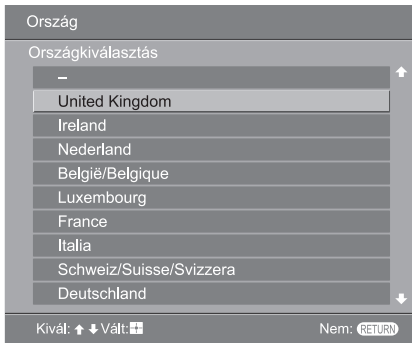 Ország
Országkiválasztás
–
United Kingdom
Ireland
Nederland
België/Belgique
Luxembourg
France
Italia
Schweiz/Suisse/Svizzera
Deutschland
Kivál: Vált: Nem: RETURN